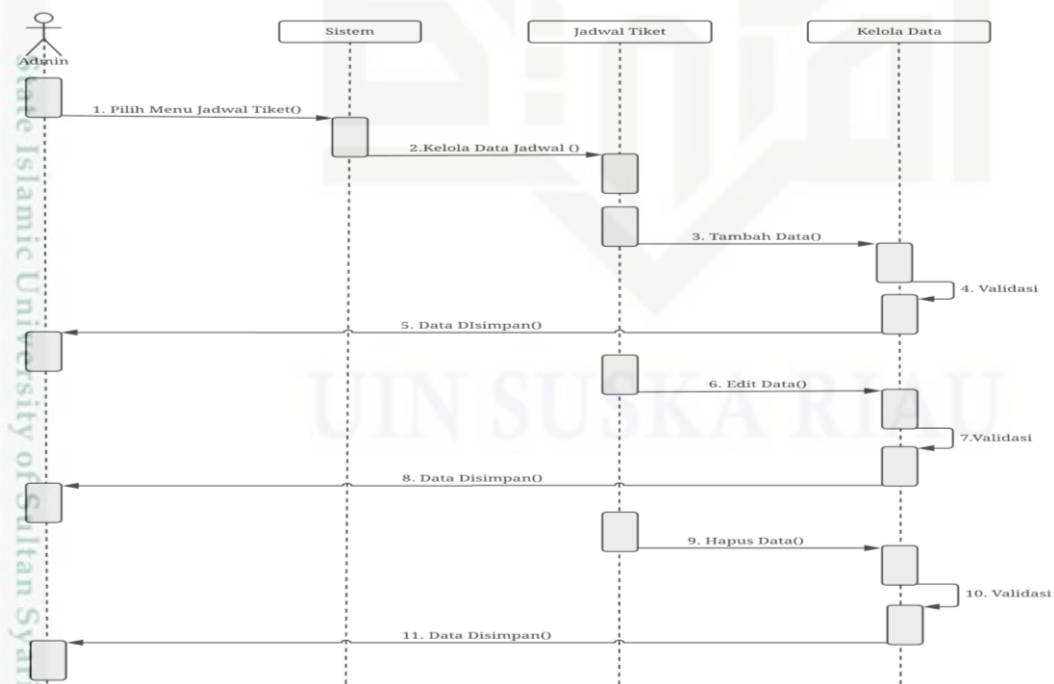 Sistem
Jadwal Tiket
Kelola Data
Admin
1. Pilih Menu Jadwal Tiket()
2.Kelola Data Jadwal ()
3. Tambah Data()
4. Validasi
5. Data DIsimpan()
6. Edit Data()
7.Validasi
8. Data Disimpan()
9. Hapus Data()
10. Validasi
11. Data Disimpan()
UIN SUSKA RIAU
State Islamic University of Sultan